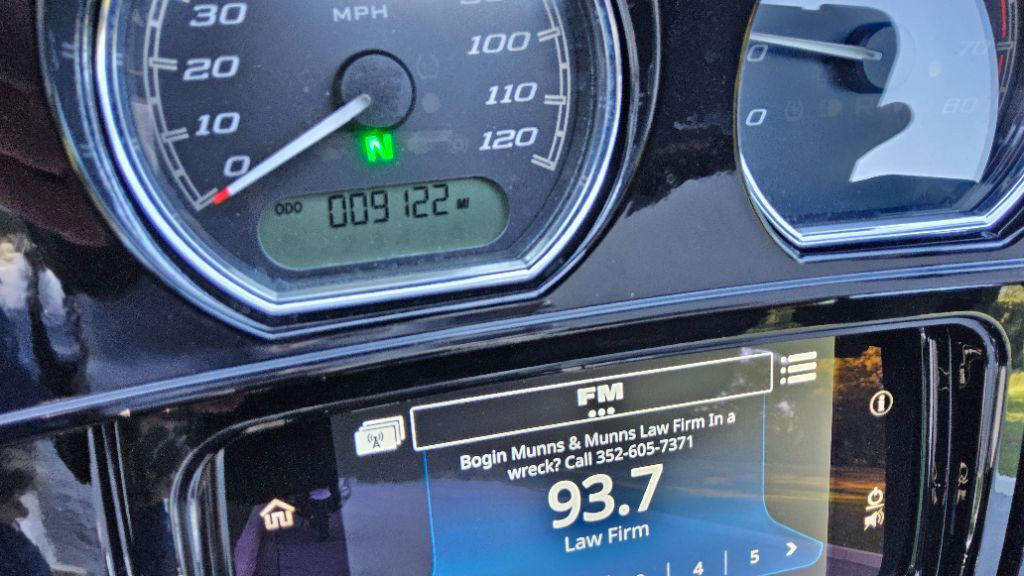 30
MPH
20
100
10
110
0
120
N
ODO 009122 MI
0
70
0
80
FM
Bogin Munns & Munns Law Firm In a
wreck? Call 352-605-7371
93.7
Law Firm
4
5